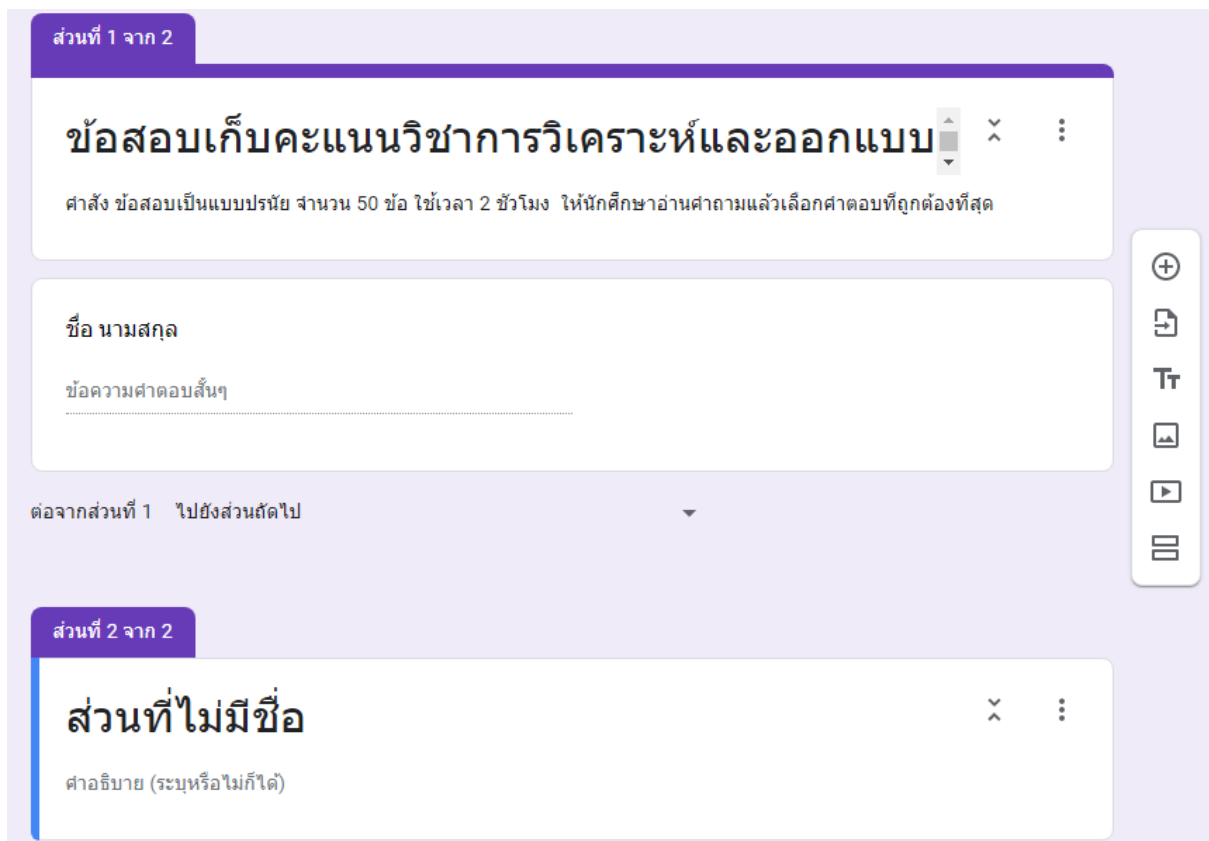 ส่วนที่ 1 จาก 2
ข้อสอบเก็บคะแนนวิชาการวิเคราะห์และออกแบบ
คำสั่ง ข้อสอบเป็นแบบปรนัย จำนวน 50 ข้อ ใช้เวลา 2 ชั่วโมง ให้นักศึกษาอ่านคำถามแล้วเลือกคำตอบที่ถูกต้องที่สุด
ชื่อ นามสกุล
ข้อความคำตอบสั้นๆ
ต่อจากส่วนที่ 1 ไปยังส่วนถัดไป
Tт
ส่วนที่ 2 จาก 2
ส่วนที่ไม่มีชื่อ
คำอธิบาย (ระบุหรือไม่ก็ได้)